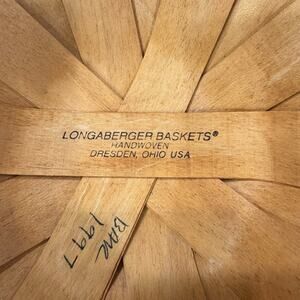 LONGABERGER BASKETS®
HANDWOVEN
DRESDEN, OHIO USA
1997